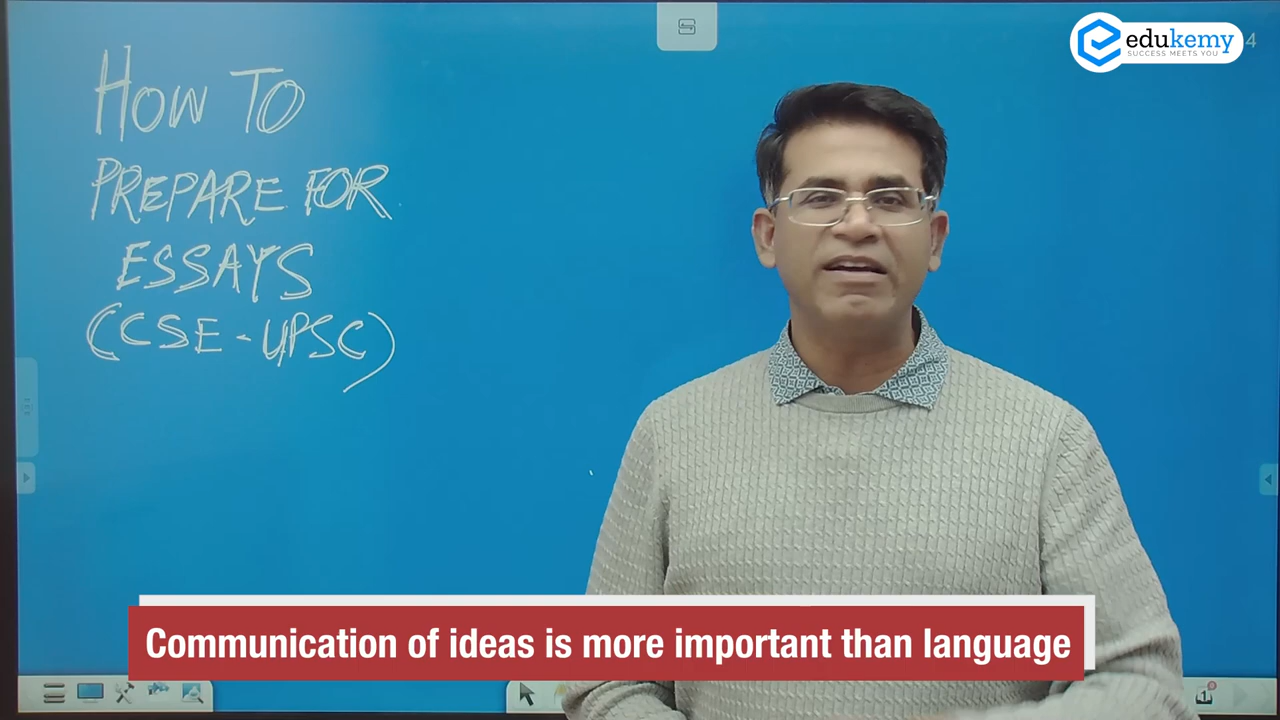 HOW TO
PREPARE FOR
ESSAYS
(CSE-UPSC)
edukemy
SUCCESS MEETS YOU
4
Communication of ideas is more important than language